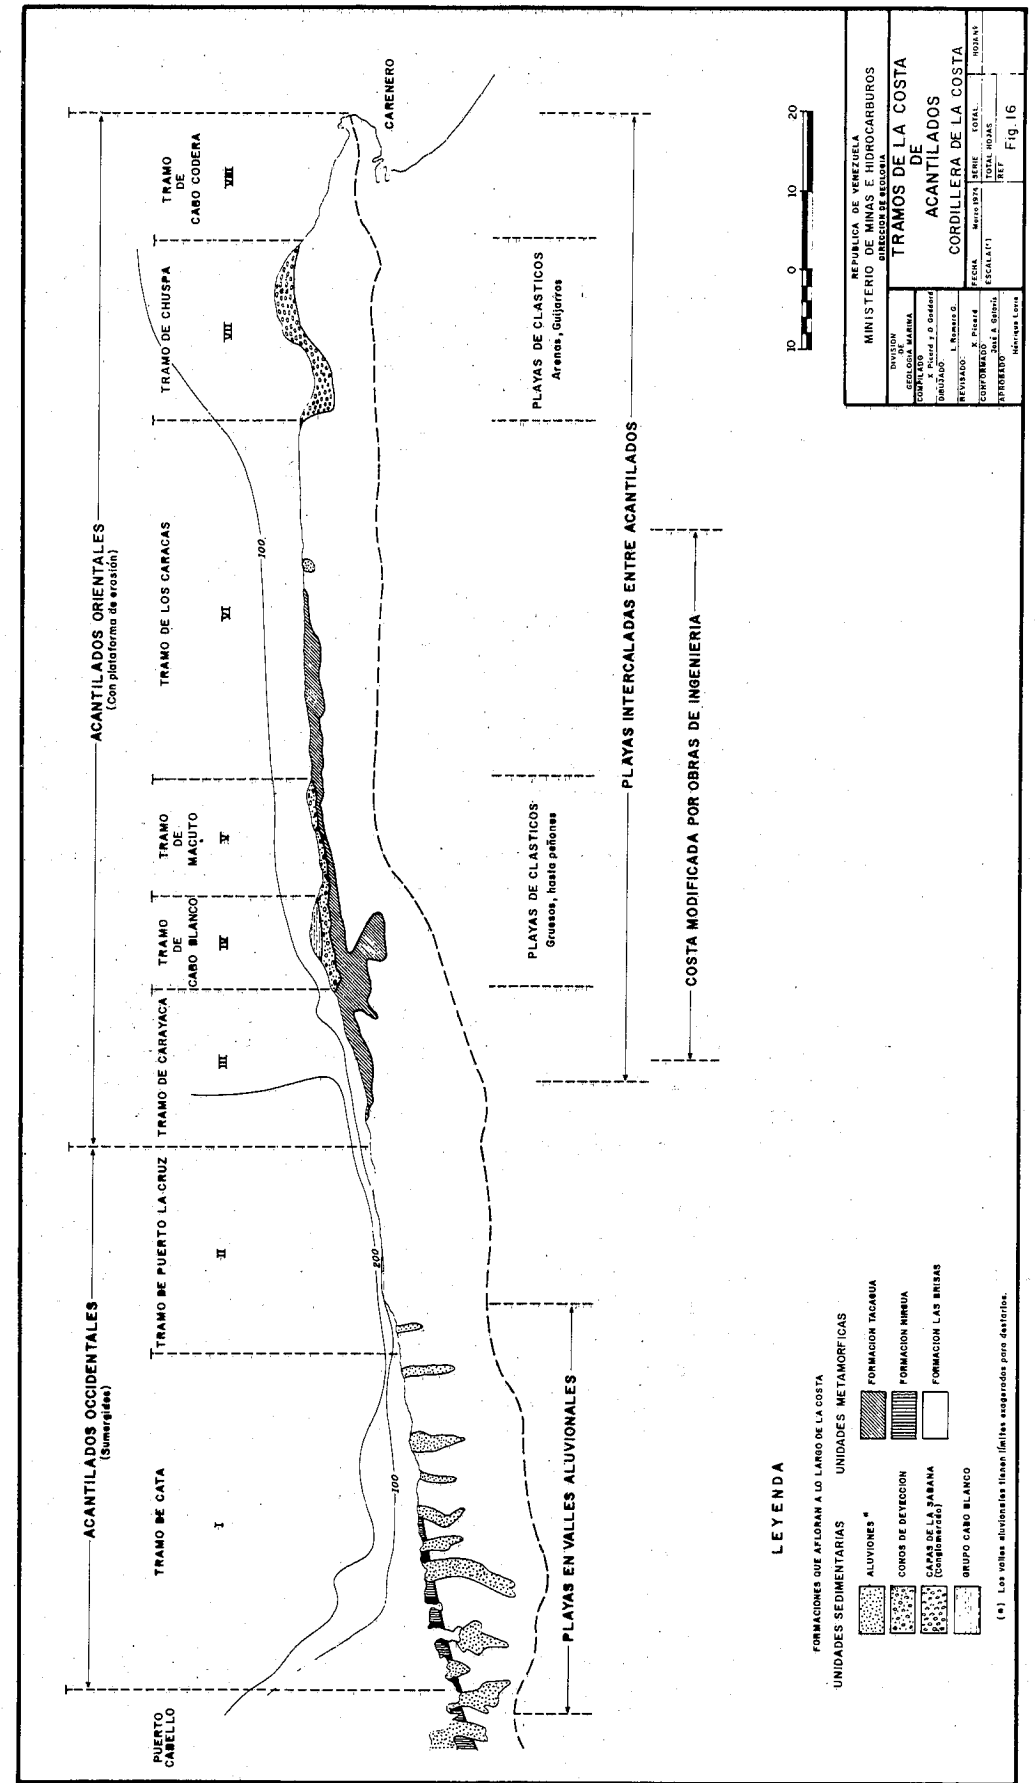 ACANTILADOS OCCIDENTALES
(Sumergidos)
ACANTILADOS ORIENTALES
(Con plataforma de erosión)
PUERTO
CABELLO
TRAMO DE CATA
I
TRAMO DE PUERTO LA CRUZ
II
TRAMO DE CARAYACA
III
TRAMO
DE
CABO BLANCO
IV
TRAMO
DE
MACUTO
V
TRAMO DE LOS CARACAS
VI
TRAMO DE CHUSPA
VII
TRAMO
DE
CABO CODERA
VIII
100
200
100
CARENERO
PLAYAS DE CLASTICOS
Gruesos, hasta peñones
PLAYAS DE CLASTICOS
Arenas, Guijarros
PLAYAS EN VALLES ALUVIONALES
PLAYAS INTERCALADAS ENTRE ACANTILADOS
COSTA MODIFICADA POR OBRAS DE INGENIERIA
10 0 10 20
LEYENDA
FORMACIONES QUE AFLORAN A LO LARGO DE LA COSTA
UNIDADES SEDIMENTARIAS
ALUVIONES*
CONOS DE DEYECCION
CAPAS DE LA SABANA
(Conglomerado)
GRUPO CABO BLANCO
UNIDADES METAMORFICAS
FORMACION TACAGUA
FORMACION NIRGUA
FORMACION LAS BRISAS
(*) Los valles aluvionales tienen límites exagerados para destarlos.
REPUBLICA DE VENEZUELA
MINISTERIO DE MINAS E HIDROCARBUROS
DIRECCION DE GEOLOGIA
DIVISION
DE
GEOLOGIA MARINA
COMPILADO
X. Picard y D. Goddard
DIBUJADO:
L. Romero G.
REVISADO:
X. Picard
CONFORMADO
José A. Galavis
APROBADO
Henrique Lavie
TRAMOS DE LA COSTA
DE
ACANTILADOS
CORDILLERA DE LA COSTA
FECHA Marzo 1974
ESCALA(*)
SERIE TOTAL HOJA Nº
TOTAL HOJAS
REF
Fig. 16